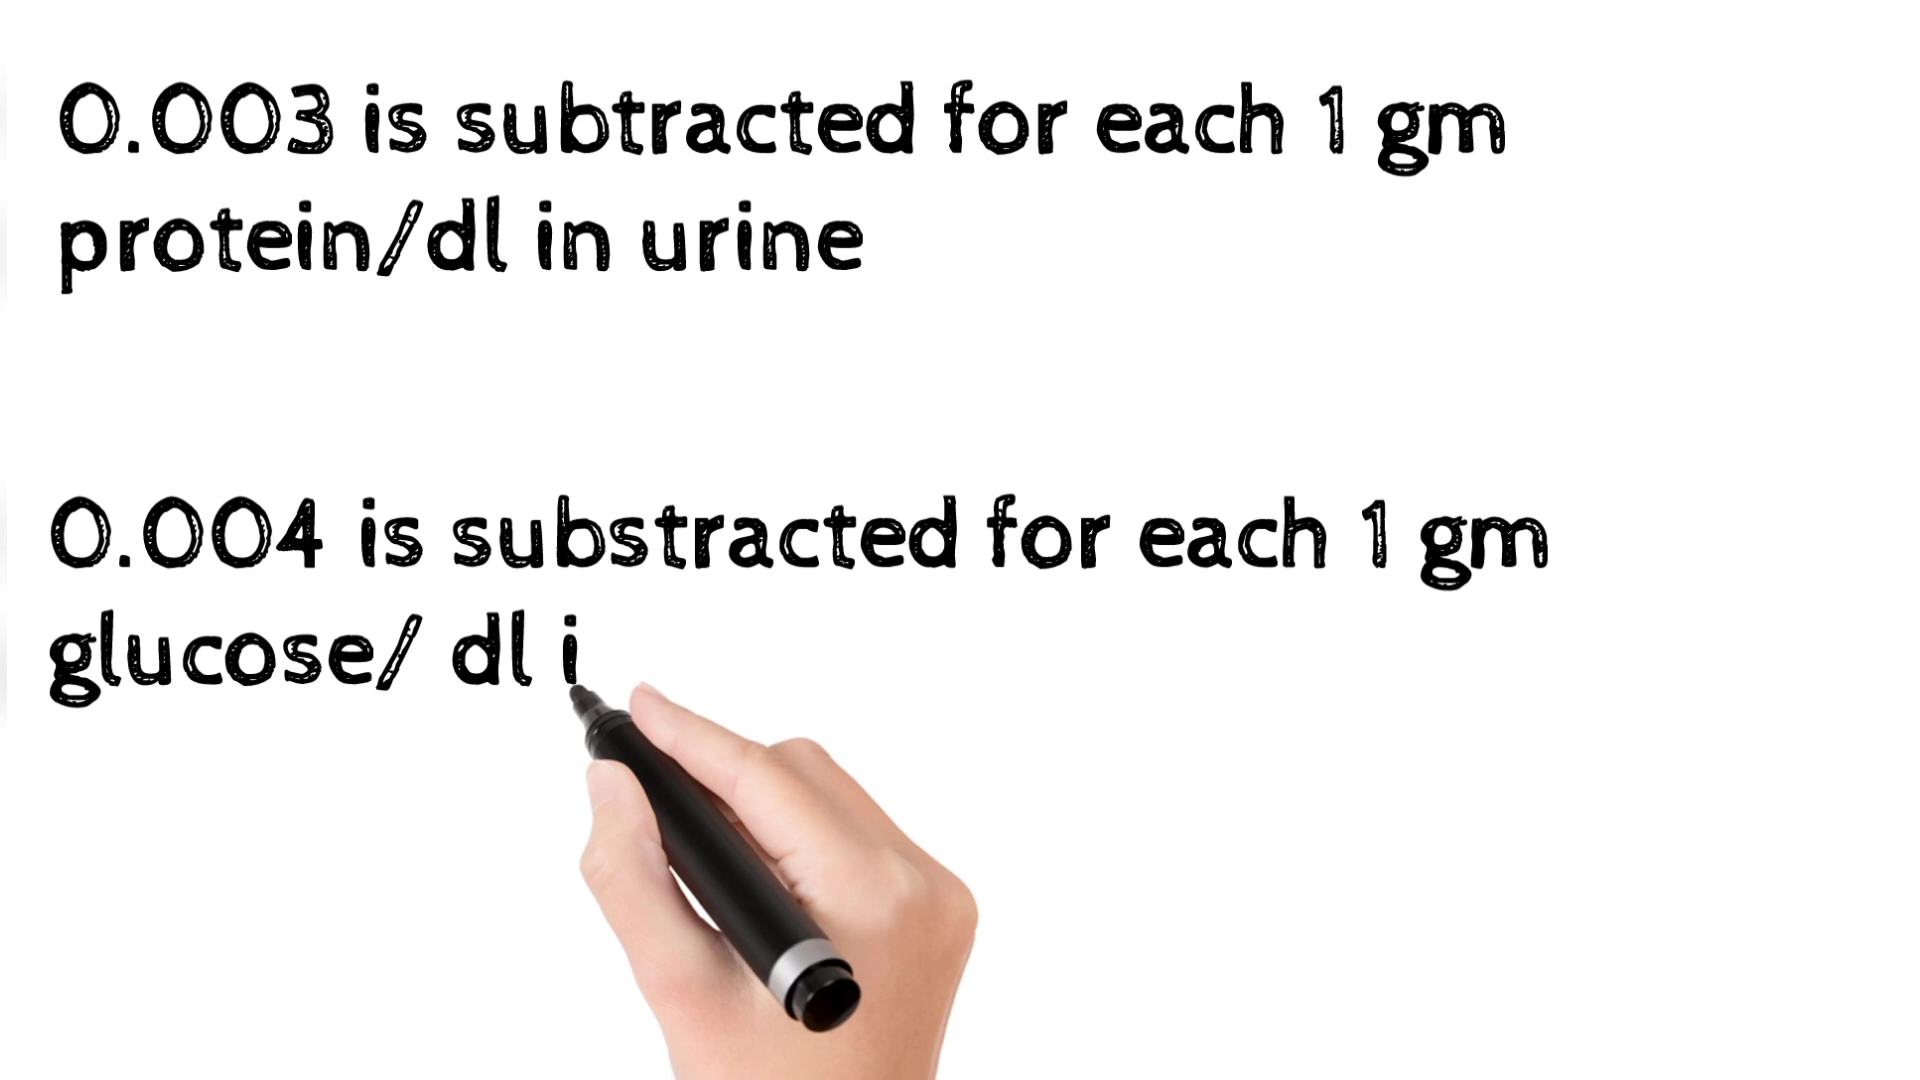 0.003 is subtracted for each 1 gm
protein/dl in urine
0.004 is substracted for each 1 gm
glucose/ dl i